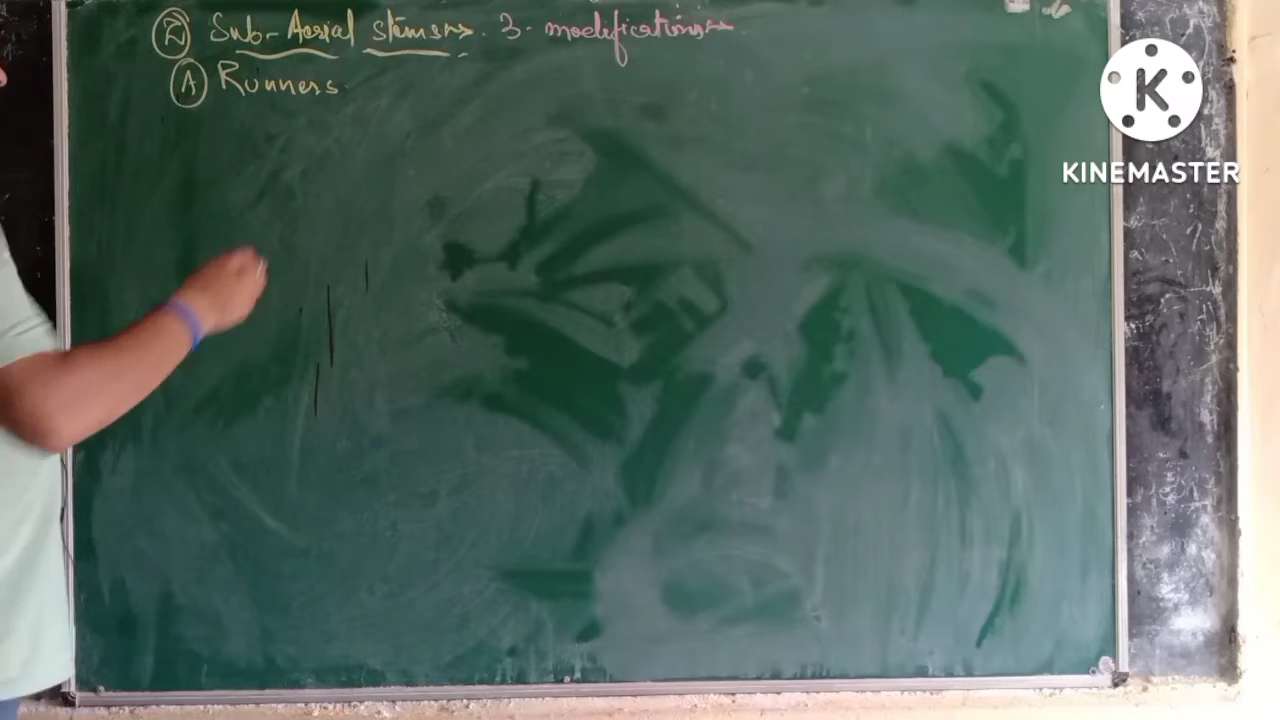 ② Sub-Aerial stems. 3- modifications
Ⓐ Runners.
K
KINEMASTER